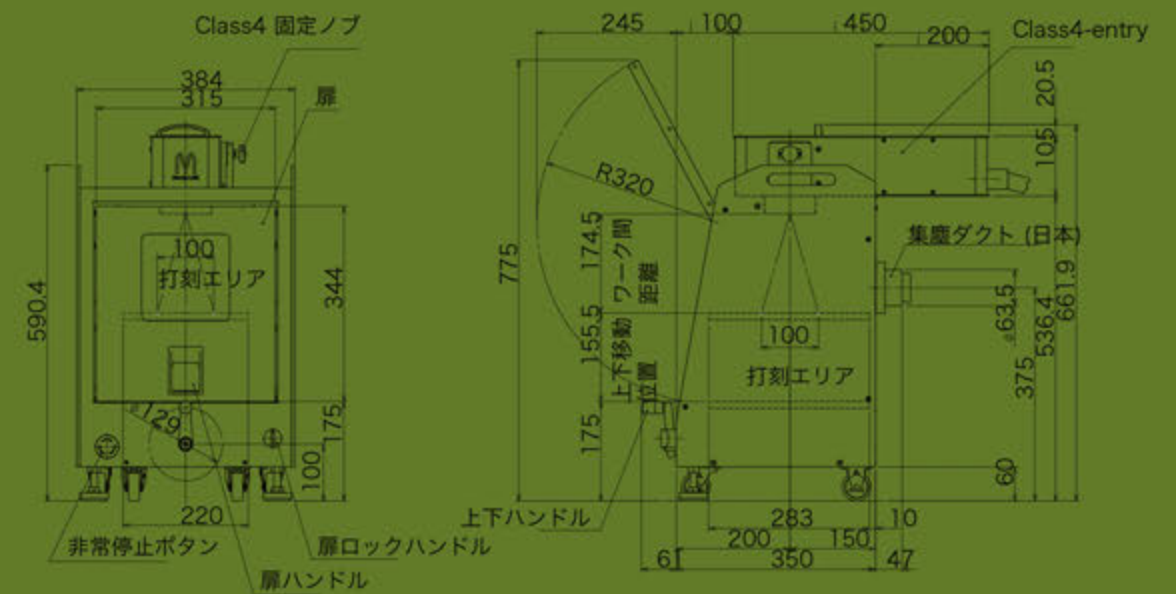 Class4 固定ノブ
384
315
扉
100
打刻エリア
590.4
344
⌀129
175
100
220
非常停止ボタン
扉ロックハンドル
扉ハンドル
245
100
450
200
Class4-entry
20.5
105
R320
775
174.5
ワーク間
距離
集塵ダクト (日本)
⌀63.5
661.9
536.4
375
155.5
上下移動
位置
100
打刻エリア
175
60
上下ハンドル
283
10
200
150
61
350
47